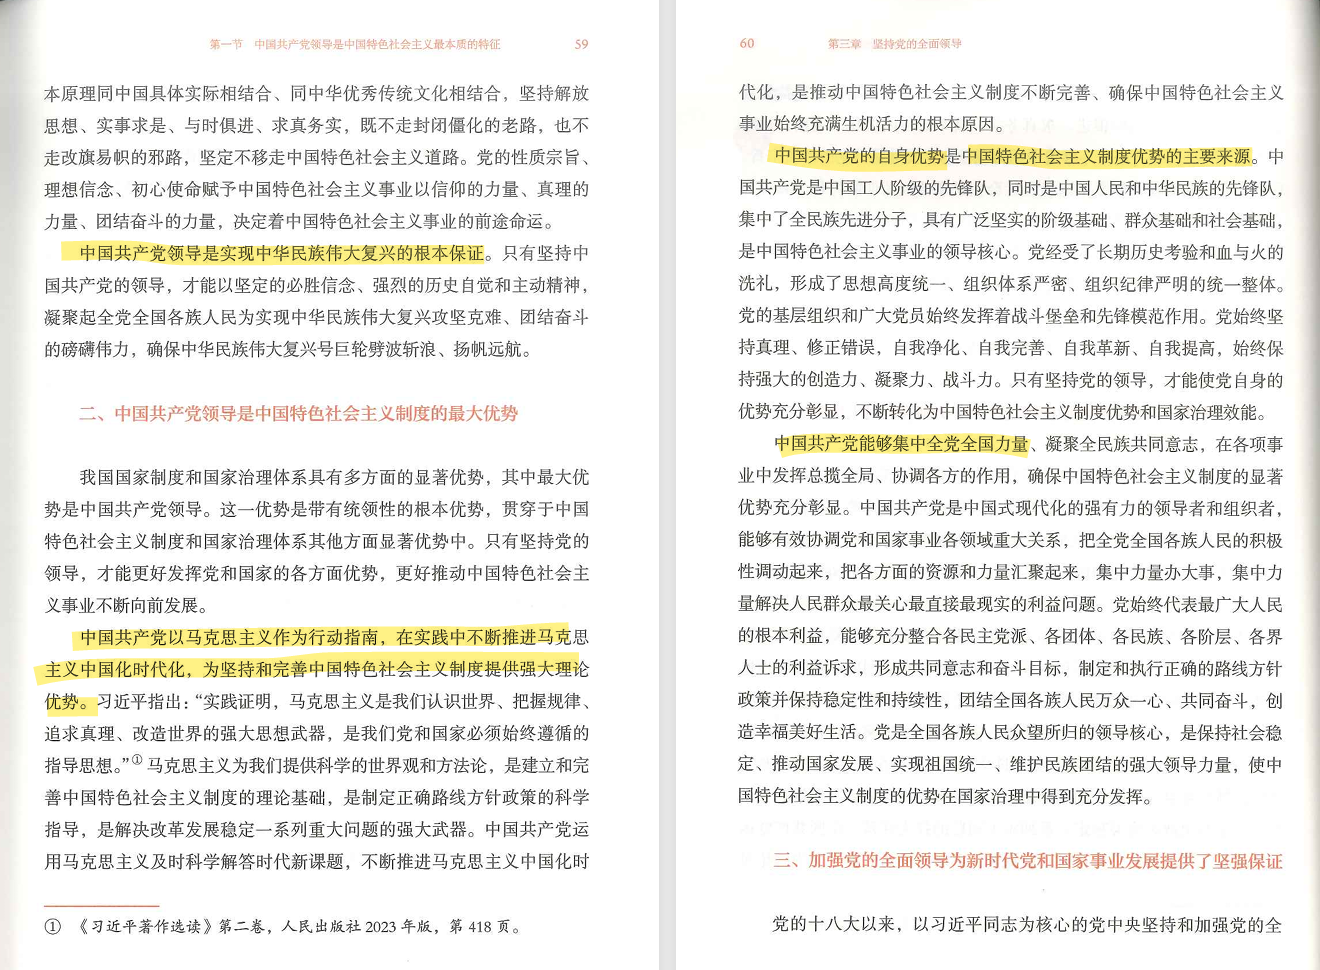 第一节　中国共产党领导是中国特色社会主义最本质的特征　59
本原理同中国具体实际相结合、同中华优秀传统文化相结合，坚持解放
思想、实事求是、与时俱进、求真务实，既不走封闭僵化的老路，也不
走改旗易帜的邪路，坚定不移走中国特色社会主义道路。党的性质宗旨、
理想信念、初心使命赋予中国特色社会主义事业以信仰的力量、真理的
力量、团结奋斗的力量，决定着中国特色社会主义事业的前途命运。
中国共产党领导是实现中华民族伟大复兴的根本保证。只有坚持中
国共产党的领导，才能以坚定的必胜信念、强烈的历史自觉和主动精神，
凝聚起全党全国各族人民为实现中华民族伟大复兴攻坚克难、团结奋斗
的磅礴伟力，确保中华民族伟大复兴号巨轮劈波斩浪、扬帆远航。
二、中国共产党领导是中国特色社会主义制度的最大优势
我国国家制度和国家治理体系具有多方面的显著优势，其中最大优
势是中国共产党领导。这一优势是带有统领性的根本优势，贯穿于中国
特色社会主义制度和国家治理体系其他方面显著优势中。只有坚持党的
领导，才能更好发挥党和国家的各方面优势，更好推动中国特色社会主
义事业不断向前发展。
中国共产党以马克思主义作为行动指南，在实践中不断推进马克思
主义中国化时代化，为坚持和完善中国特色社会主义制度提供强大理论
优势。习近平指出：“实践证明，马克思主义是我们认识世界、把握规律、
追求真理、改造世界的强大思想武器，是我们党和国家必须始终遵循的
指导思想。”①马克思主义为我们提供科学的世界观和方法论，是建立和完
善中国特色社会主义制度的理论基础，是制定正确路线方针政策的科学
指导，是解决改革发展稳定一系列重大问题的强大武器。中国共产党运
用马克思主义及时科学解答时代新课题，不断推进马克思主义中国化时
①　《习近平著作选读》第二卷，人民出版社 2023 年版，第 418 页。
60　第三章　坚持党的全面领导
代化，是推动中国特色社会主义制度不断完善、确保中国特色社会主义
事业始终充满生机活力的根本原因。
中国共产党的自身优势是中国特色社会主义制度优势的主要来源。中
国共产党是中国工人阶级的先锋队，同时是中国人民和中华民族的先锋队，
集中了全民族先进分子，具有广泛坚实的阶级基础、群众基础和社会基础，
是中国特色社会主义事业的领导核心。党经受了长期历史考验和血与火的
洗礼，形成了思想高度统一、组织体系严密、组织纪律严明的统一整体。
党的基层组织和广大党员始终发挥着战斗堡垒和先锋模范作用。党始终坚
持真理、修正错误，自我净化、自我完善、自我革新、自我提高，始终保
持强大的创造力、凝聚力、战斗力。只有坚持党的领导，才能使党自身的
优势充分彰显，不断转化为中国特色社会主义制度优势和国家治理效能。
中国共产党能够集中全党全国力量、凝聚全民族共同意志，在各项事
业中发挥总揽全局、协调各方的作用，确保中国特色社会主义制度的显著
优势充分彰显。中国共产党是中国式现代化的强有力的领导者和组织者，
能够有效协调党和国家事业各领域重大关系，把全党全国各族人民的积极
性调动起来，把各方面的资源和力量汇聚起来，集中力量办大事，集中力
量解决人民群众最关心最直接最现实的利益问题。党始终代表最广大人民
的根本利益，能够充分整合各民主党派、各团体、各民族、各阶层、各界
人士的利益诉求，形成共同意志和奋斗目标，制定和执行正确的路线方针
政策并保持稳定性和持续性，团结全国各族人民万众一心、共同奋斗，创
造幸福美好生活。党是全国各族人民众望所归的领导核心，是保持社会稳
定、推动国家发展、实现祖国统一、维护民族团结的强大领导力量，使中
国特色社会主义制度的优势在国家治理中得到充分发挥。
三、加强党的全面领导为新时代党和国家事业发展提供了坚强保证
党的十八大以来，以习近平同志为核心的党中央坚持和加强党的全